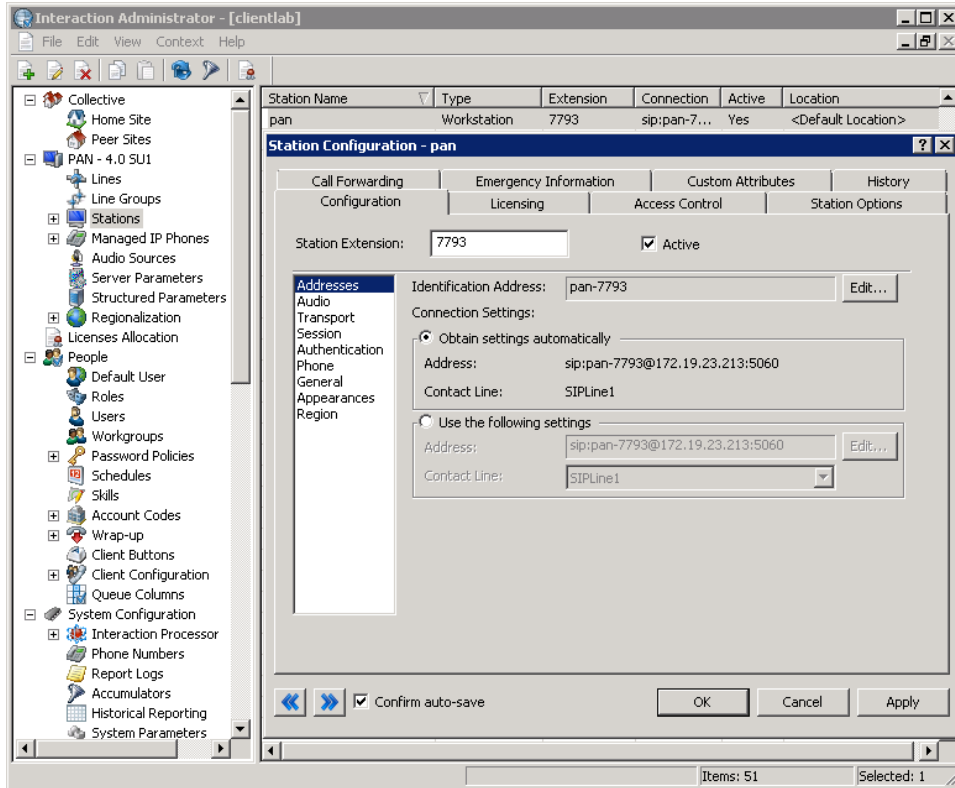 Interaction Administrator - [clientlab]
File Edit View Context Help
Collective
Home Site
Peer Sites
PAN - 4.0 SU1
Lines
Line Groups
Stations
Managed IP Phones
Audio Sources
Server Parameters
Structured Parameters
Regionalization
Licenses Allocation
People
Default User
Roles
Users
Workgroups
Password Policies
Schedules
Skills
Account Codes
Wrap-up
Client Buttons
Client Configuration
Queue Columns
System Configuration
Interaction Processor
Phone Numbers
Report Logs
Accumulators
Historical Reporting
System Parameters
Station Name Type Extension Connection Active Location
pan Workstation 7793 sip:pan-7... Yes <Default Location>
Station Configuration - pan
Call Forwarding Emergency Information Custom Attributes History
Configuration Licensing Access Control Station Options
Station Extension: 7793 Active
Addresses
Audio
Transport
Session
Authentication
Phone
General
Appearances
Region
Identification Address: pan-7793 Edit...
Connection Settings:
Obtain settings automatically
Address: sip:pan-7793@172.19.23.213:5060
Contact Line: SIPLine1
Use the following settings
Address: sip:pan-7793@172.19.23.213:5060 Edit...
Contact Line: SIPLine1
Confirm auto-save OK Cancel Apply
Items: 51 Selected: 1